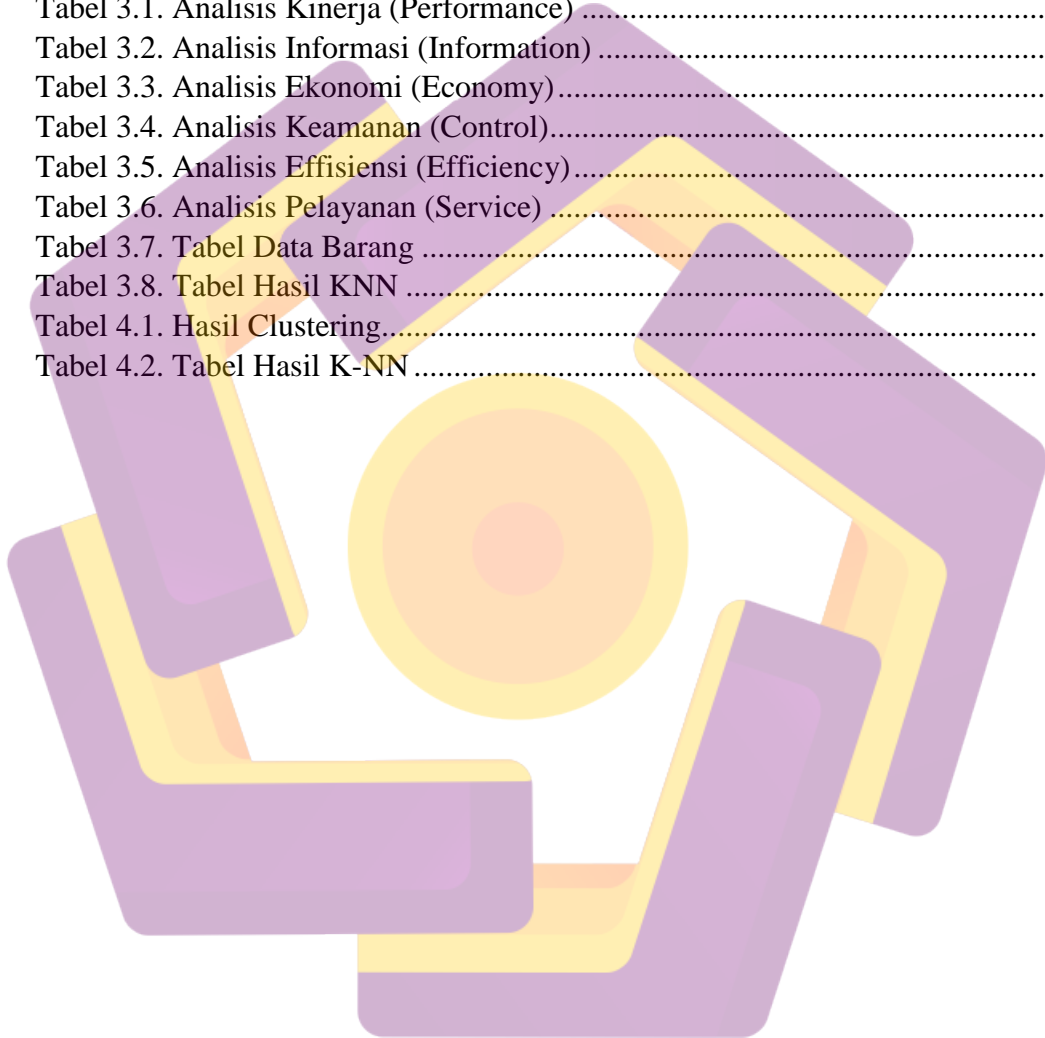 Tabel 3.1. Analisis Kinerja (Performance) ..........................................................
Tabel 3.2. Analisis Informasi (Information) ........................................................
Tabel 3.3. Analisis Ekonomi (Economy).............................................................
Tabel 3.4. Analisis Keamanan (Control)..............................................................
Tabel 3.5. Analisis Effisiensi (Efficiency)...........................................................
Tabel 3.6. Analisis Pelayanan (Service) ..............................................................
Tabel 3.7. Tabel Data Barang ..............................................................................
Tabel 3.8. Tabel Hasil KNN ................................................................................
Tabel 4.1. Hasil Clustering..................................................................................
Tabel 4.2. Tabel Hasil K-NN ..............................................................................